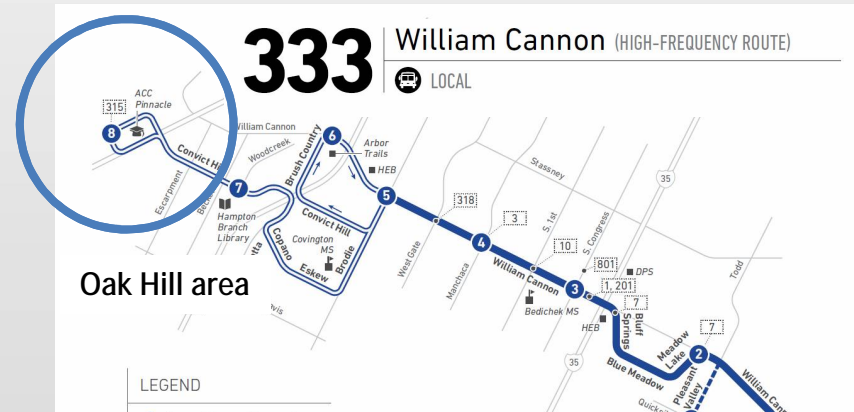 333
William Cannon (HIGH-FREQUENCY ROUTE)
LOCAL
ACC
Pinnacle
315
8
Convict Hill
Escarpment
7
Hampton
Branch
Library
William Cannon
Woodcreek
Brush Country
6
Arbor
Trails
HEB
5
Convict Hill
Covington
MS
Copano
Eskew
Brodie
Oak Hill area
318
West Gate
3
4
Manchaca
Stassney
35
S. 1st
S. Congress
10
William Cannon
801
DPS
3
1, 201
7
Bedichek MS
HEB
Bluff
Springs
Todd
7
35
Blue Meadow
Meadow
Lake
2
Pleasant
Valley
LEGEND